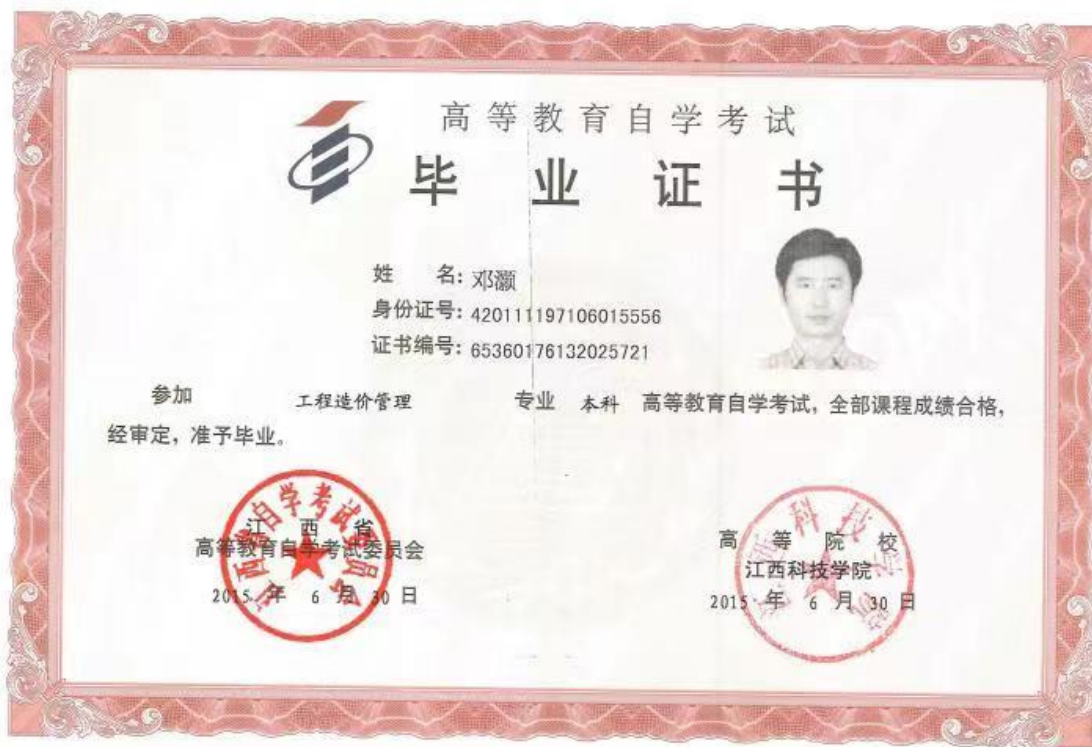 高等教育自学考试
毕业证书
姓 名: 邓灏
身份证号: 420111197106015556
证书编号: 65360176132025721
参加 工程造价管理 专业 本科 高等教育自学考试, 全部课程成绩合格,
经审定, 准予毕业。
江西省
高等教育自学考试委员会
2015 年 6 月 30 日
高等院校
江西科技学院
2015 年 6 月 30 日